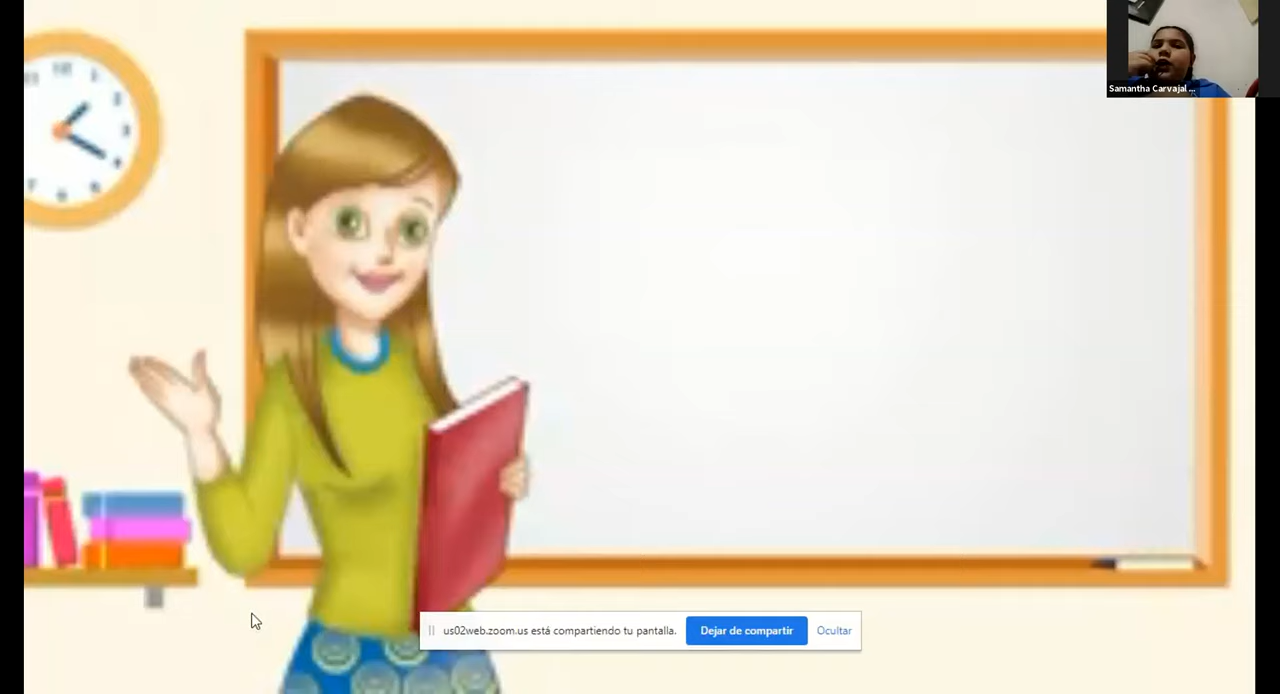 Samantha Carvajal ...
us02web.zoom.us está compartiendo tu pantalla.
Dejar de compartir
Ocultar